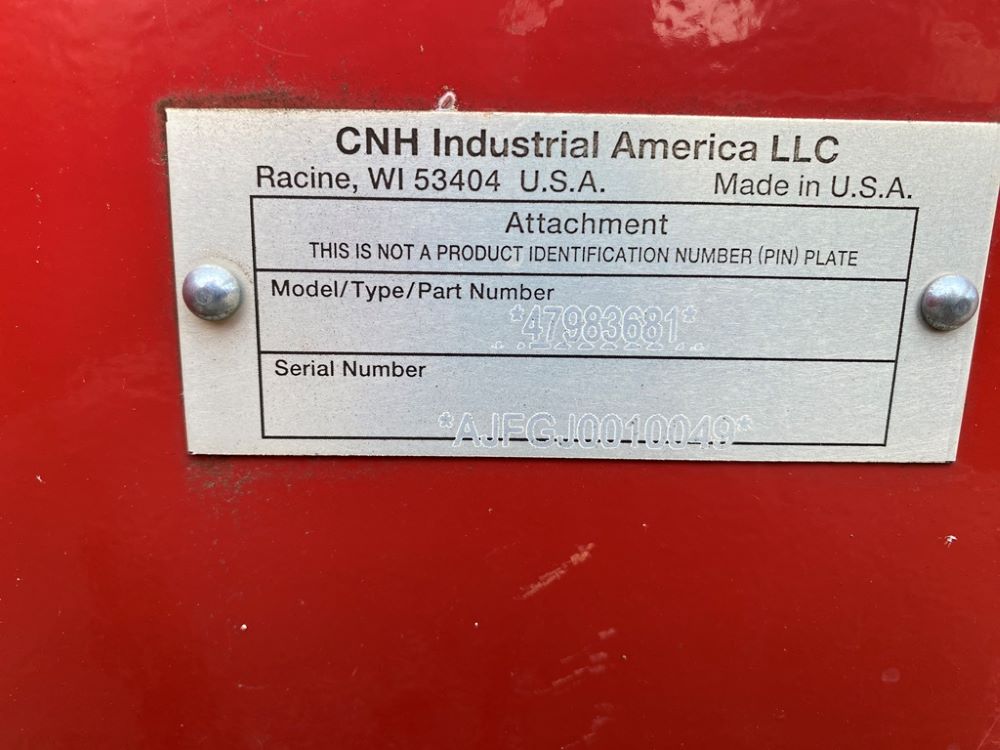 CNH Industrial America LLC
Racine, WI 53404 U.S.A. Made in U.S.A.
Attachment
THIS IS NOT A PRODUCT IDENTIFICATION NUMBER (PIN) PLATE
Model/Type/Part Number
*47983681*
Serial Number
*AJFGJ0010049*